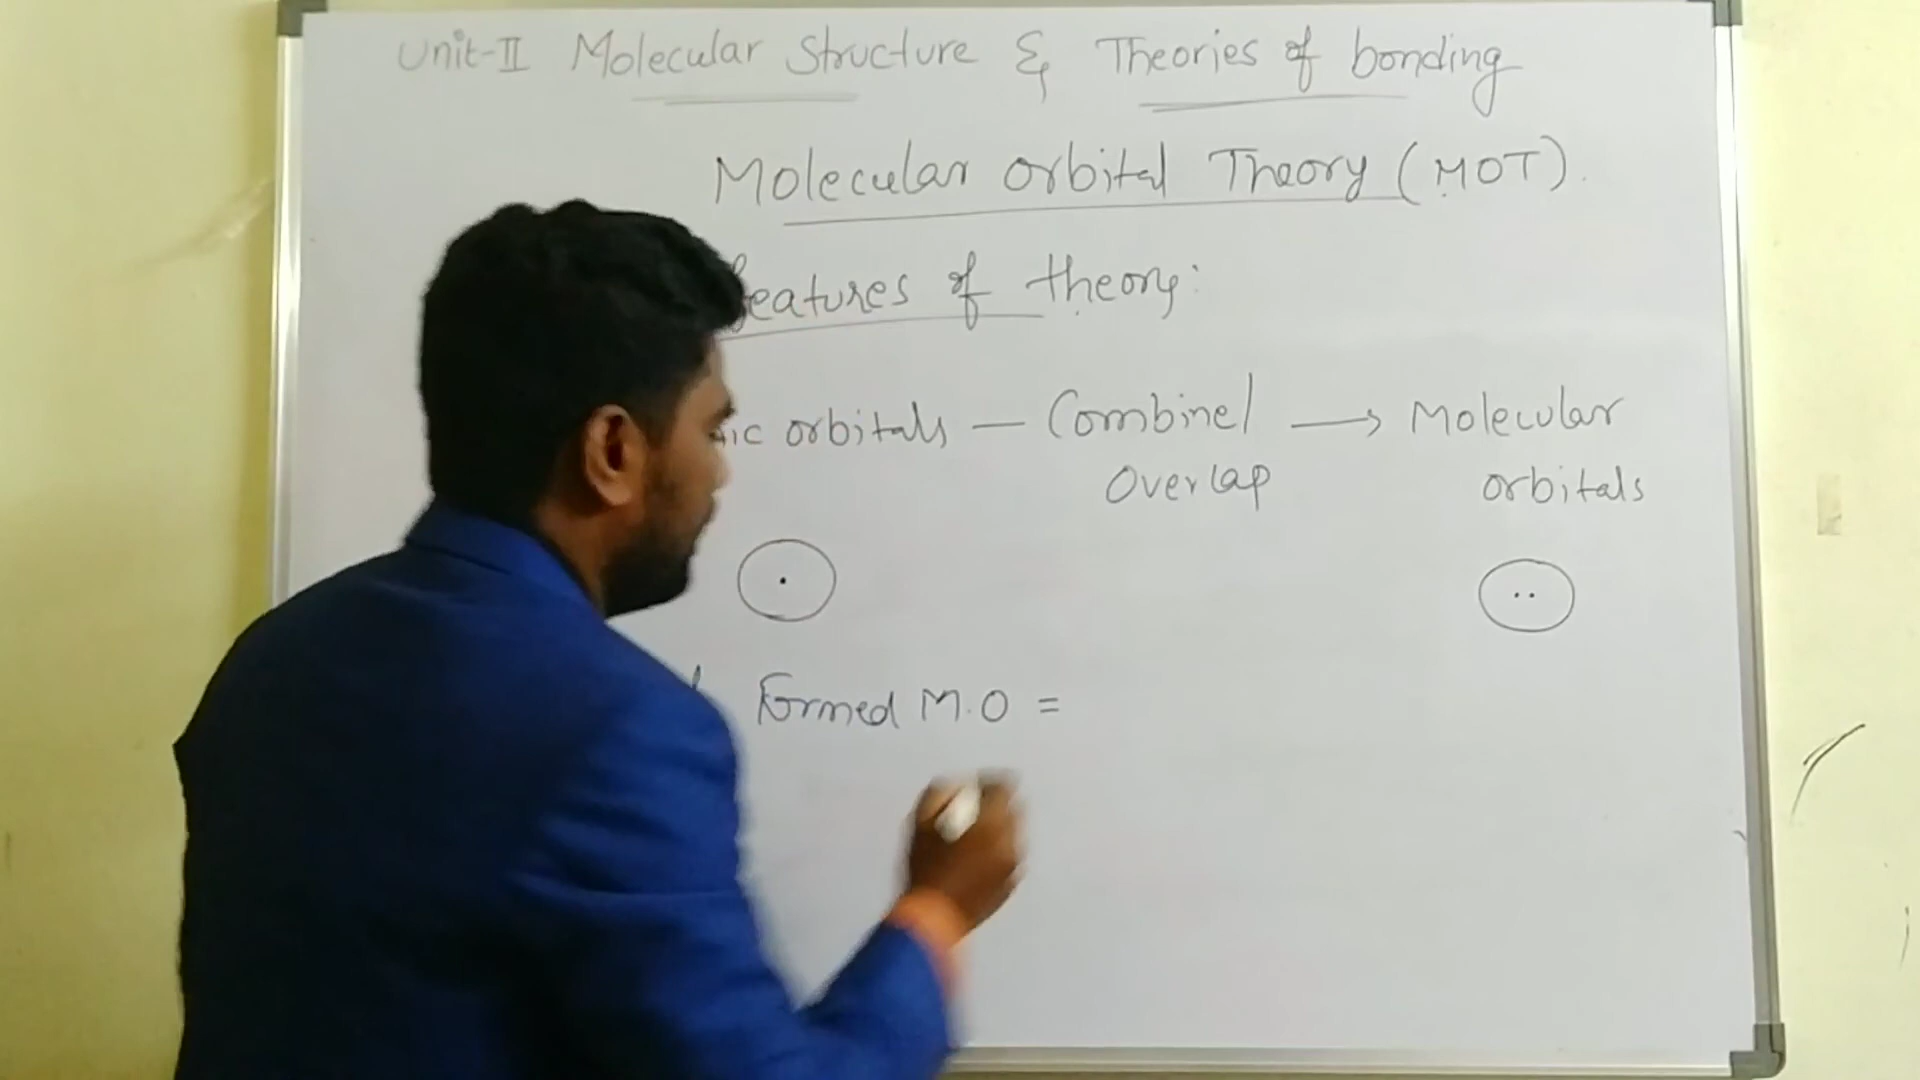 Unit-II Molecular Structure & Theories of bonding
Molecular orbital Theory (MOT).
features of theory:
ic orbitals — Combine/ → Molecular
Overlap orbitals
Formed M.O =